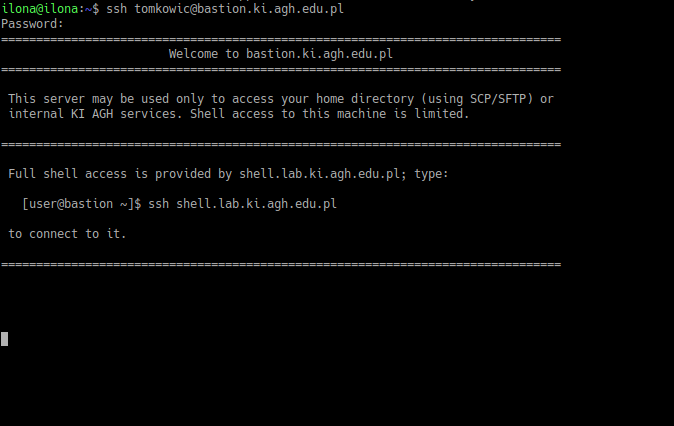 ilona@ilona:~$ ssh tomkowic@bastion.ki.agh.edu.pl
Password:
================================================================================
Welcome to bastion.ki.agh.edu.pl
================================================================================
This server may be used only to access your home directory (using SCP/SFTP) or
internal KI AGH services. Shell access to this machine is limited.
================================================================================
Full shell access is provided by shell.lab.ki.agh.edu.pl; type:
[user@bastion ~]$ ssh shell.lab.ki.agh.edu.pl
to connect to it.
================================================================================